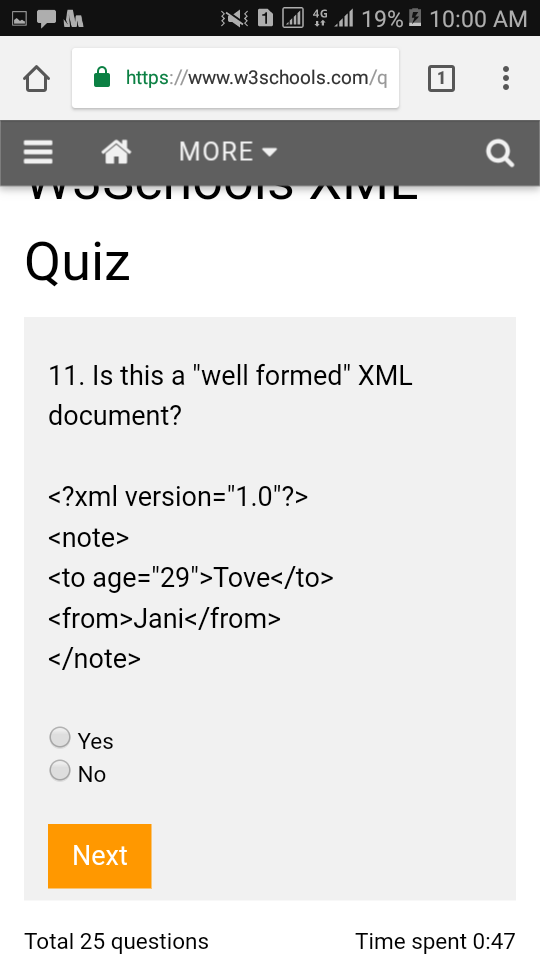 4G 19% 10:00 AM
https://www.w3schools.com/q
1
MORE
W3Schools XML
Quiz
11. Is this a "well formed" XML
document?
<?xml version="1.0"?>
<note>
<to age="29">Tove</to>
<from>Jani</from>
</note>
Yes
No
Next
Total 25 questions
Time spent 0:47